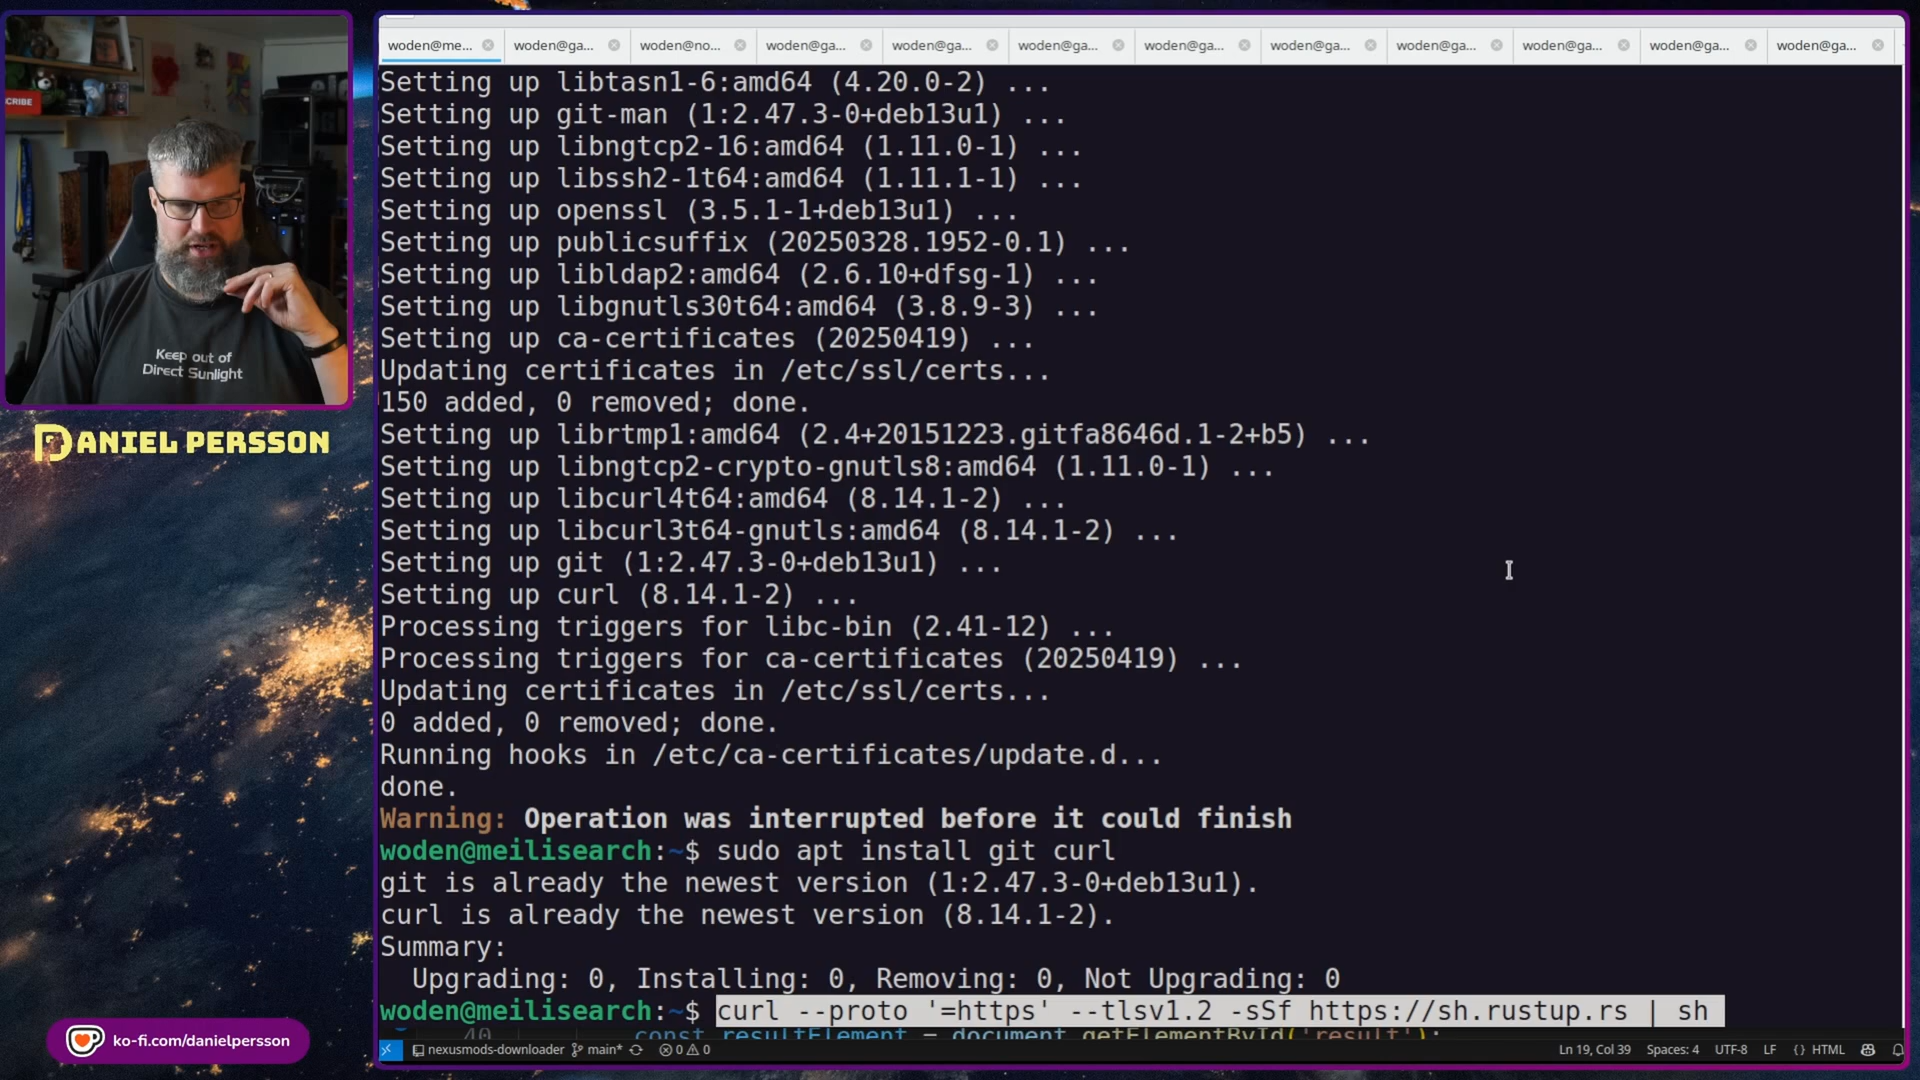 woden@me...
woden@ga...
woden@no...
woden@ga...
woden@ga...
woden@ga...
woden@ga...
woden@ga...
woden@ga...
woden@ga...
woden@ga...
woden@ga...
CRIBE
Keep out of
Direct Sunlight
DANIEL PERSSON
ko-fi.com/danielpersson
Setting up libtasn1-6:amd64 (4.20.0-2) ...
Setting up git-man (1:2.47.3-0+deb13u1) ...
Setting up libngtcp2-16:amd64 (1.11.0-1) ...
Setting up libssh2-1t64:amd64 (1.11.1-1) ...
Setting up openssl (3.5.1-1+deb13u1) ...
Setting up publicsuffix (20250328.1952-0.1) ...
Setting up libldap2:amd64 (2.6.10+dfsg-1) ...
Setting up libgnutls30t64:amd64 (3.8.9-3) ...
Setting up ca-certificates (20250419) ...
Updating certificates in /etc/ssl/certs...
150 added, 0 removed; done.
Setting up librtmp1:amd64 (2.4+20151223.gitfa8646d.1-2+b5) ...
Setting up libngtcp2-crypto-gnutls8:amd64 (1.11.0-1) ...
Setting up libcurl4t64:amd64 (8.14.1-2) ...
Setting up libcurl3t64-gnutls:amd64 (8.14.1-2) ...
Setting up git (1:2.47.3-0+deb13u1) ...
Setting up curl (8.14.1-2) ...
Processing triggers for libc-bin (2.41-12) ...
Processing triggers for ca-certificates (20250419) ...
Updating certificates in /etc/ssl/certs...
0 added, 0 removed; done.
Running hooks in /etc/ca-certificates/update.d...
done.
Warning: Operation was interrupted before it could finish
woden@meilisearch:~$ sudo apt install git curl
git is already the newest version (1:2.47.3-0+deb13u1).
curl is already the newest version (8.14.1-2).
Summary:
Upgrading: 0, Installing: 0, Removing: 0, Not Upgrading: 0
woden@meilisearch:~$ curl --proto '=https' --tlsv1.2 -sSf https://sh.rustup.rs | sh
40 const resultElement = document.getElementById('result');
nexusmods-downloader main* 0 0 Ln 19, Col 39 Spaces: 4 UTF-8 LF {} HTML